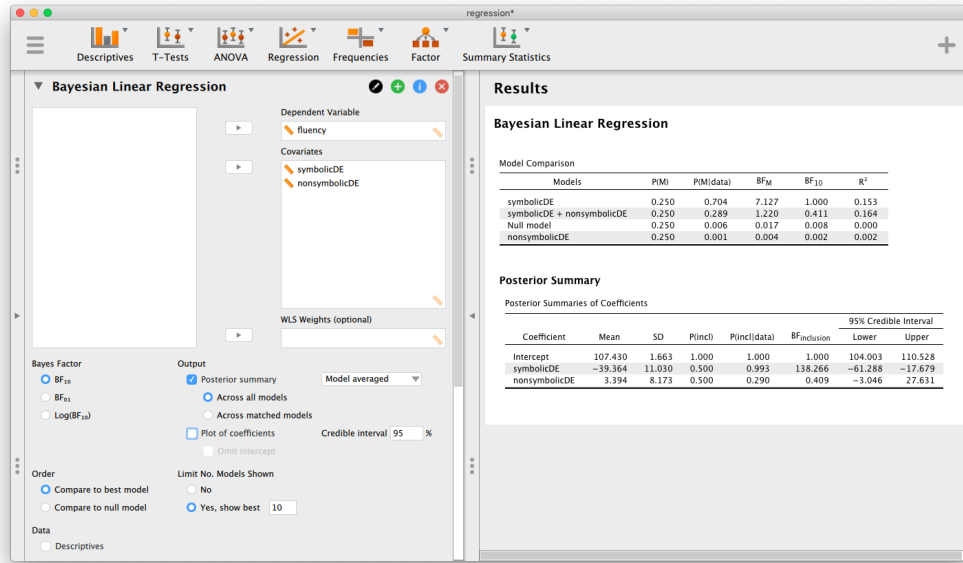 regression*
Descriptives T-Tests ANOVA Regression Frequencies Factor Summary Statistics
Bayesian Linear Regression
Dependent Variable
fluency
Covariates
symbolicDE
nonsymbolicDE
WLS Weights (optional)
Bayes Factor
BF₁₀
BF₀₁
Log(BF₁₀)
Output
Posterior summary Model averaged
Across all models
Across matched models
Plot of coefficients Credible interval 95 %
Omit intercept
Order
Compare to best model
Compare to null model
Limit No. Models Shown
No
Yes, show best 10
Data
Descriptives
Results
Bayesian Linear Regression
Model Comparison
Models P(M) P(M|data) BF_M BF₁₀ R²
symbolicDE 0.250 0.704 7.127 1.000 0.153
symbolicDE + nonsymbolicDE 0.250 0.289 1.220 0.411 0.164
Null model 0.250 0.006 0.017 0.008 0.000
nonsymbolicDE 0.250 0.001 0.004 0.002 0.002
Posterior Summary
Posterior Summaries of Coefficients
95% Credible Interval
Coefficient Mean SD P(incl) P(incl|data) BF_inclusion Lower Upper
Intercept 107.430 1.663 1.000 1.000 1.000 104.003 110.528
symbolicDE −39.364 11.030 0.500 0.993 138.266 −61.288 −17.679
nonsymbolicDE 3.394 8.173 0.500 0.290 0.409 −3.046 27.631